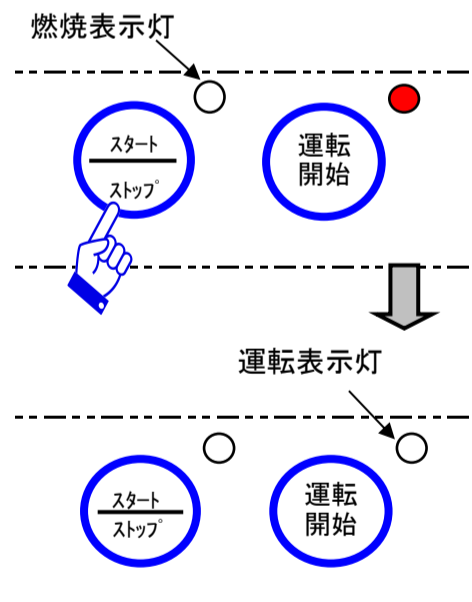 燃焼表示灯
スタート
ストップ
運転
開始
運転表示灯
スタート
ストップ
運転
開始